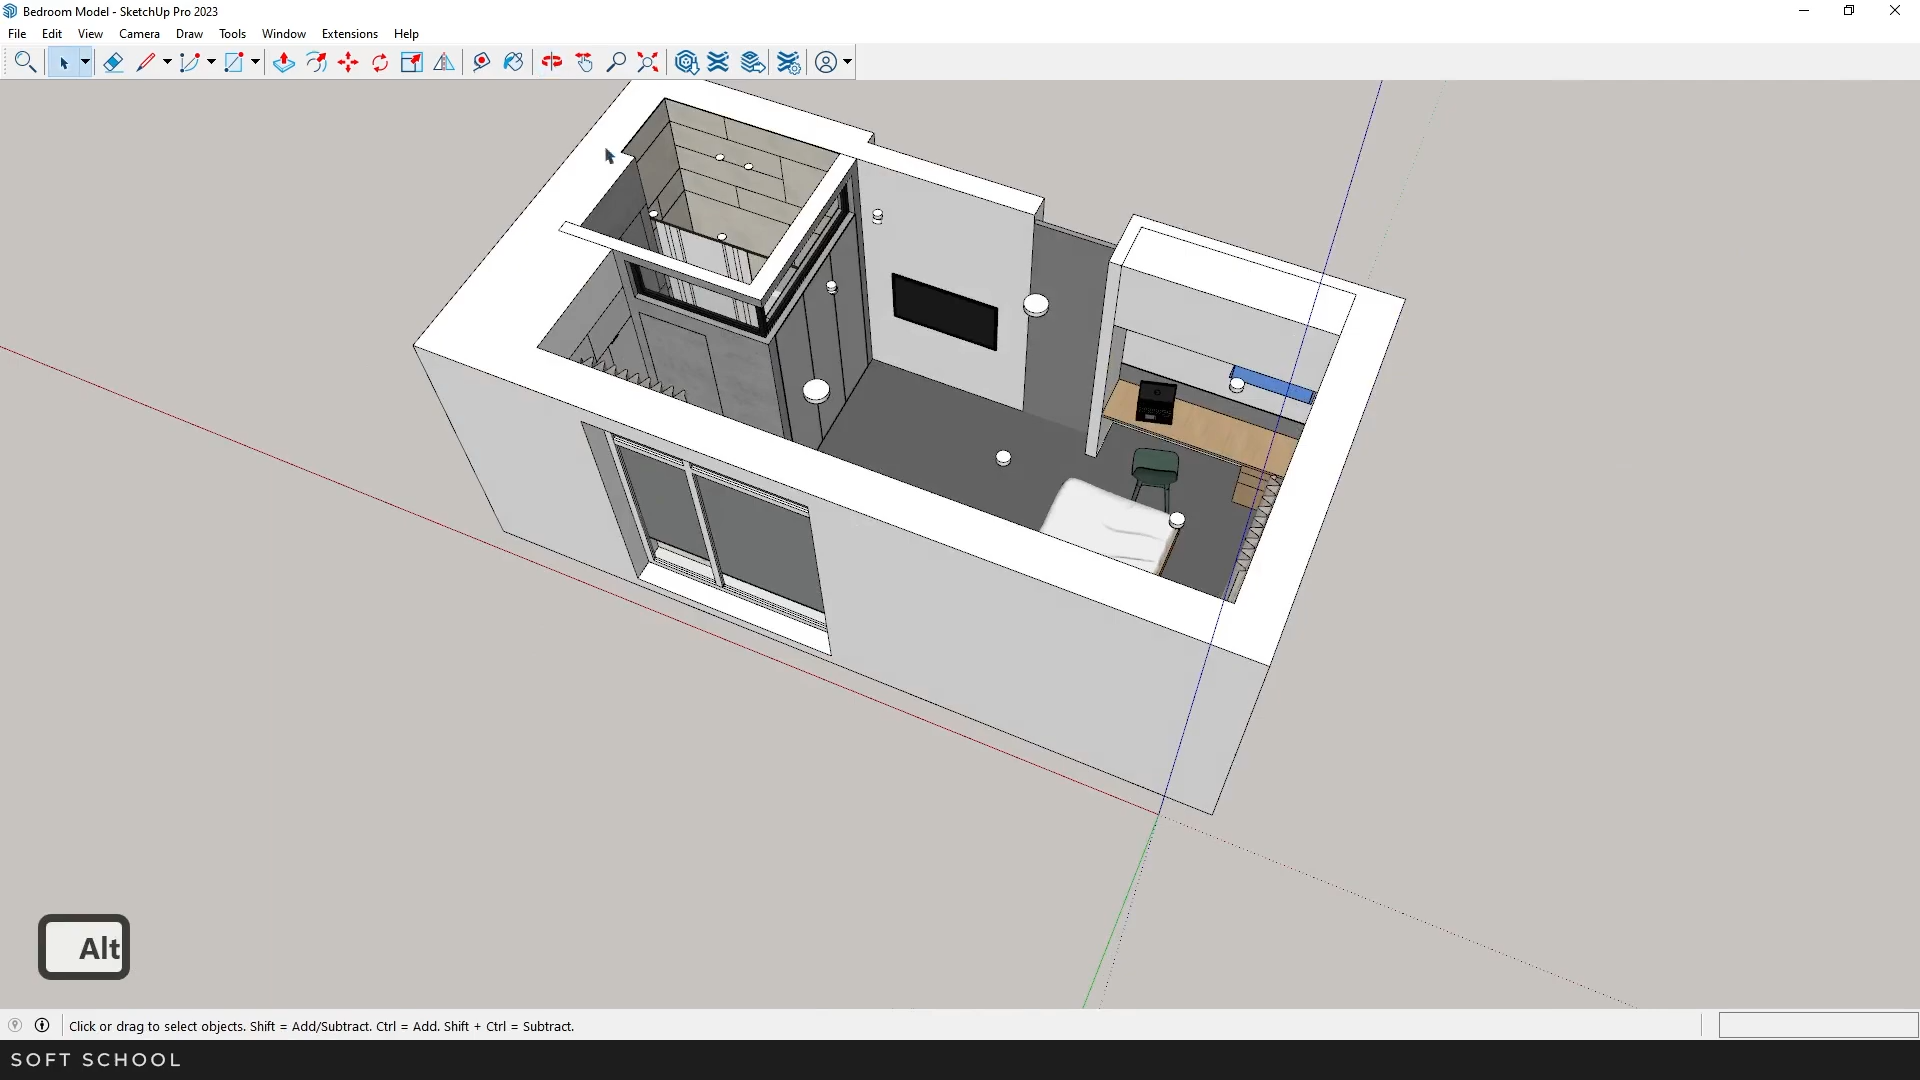 Bedroom Model - SketchUp Pro 2023
File Edit View Camera Draw Tools Window Extensions Help
Alt
Click or drag to select objects. Shift = Add/Subtract. Ctrl = Add. Shift + Ctrl = Subtract.
SOFT SCHOOL